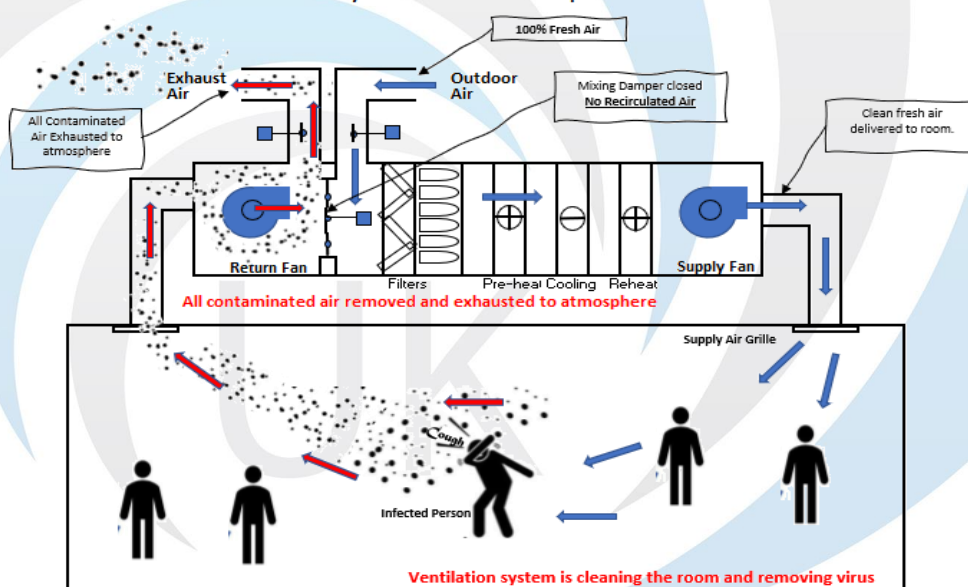 100% Fresh Air
Exhaust
Air
Outdoor
Air
Mixing Damper closed
No Recirculated Air
All Contaminated
Air Exhausted to
atmosphere
Clean fresh air
delivered to room.
Return Fan
Supply Fan
Filters
Pre-heat
Cooling
Reheat
All contaminated air removed and exhausted to atmosphere
Supply Air Grille
Cough
Infected Person
UK
Ventilation system is cleaning the room and removing virus